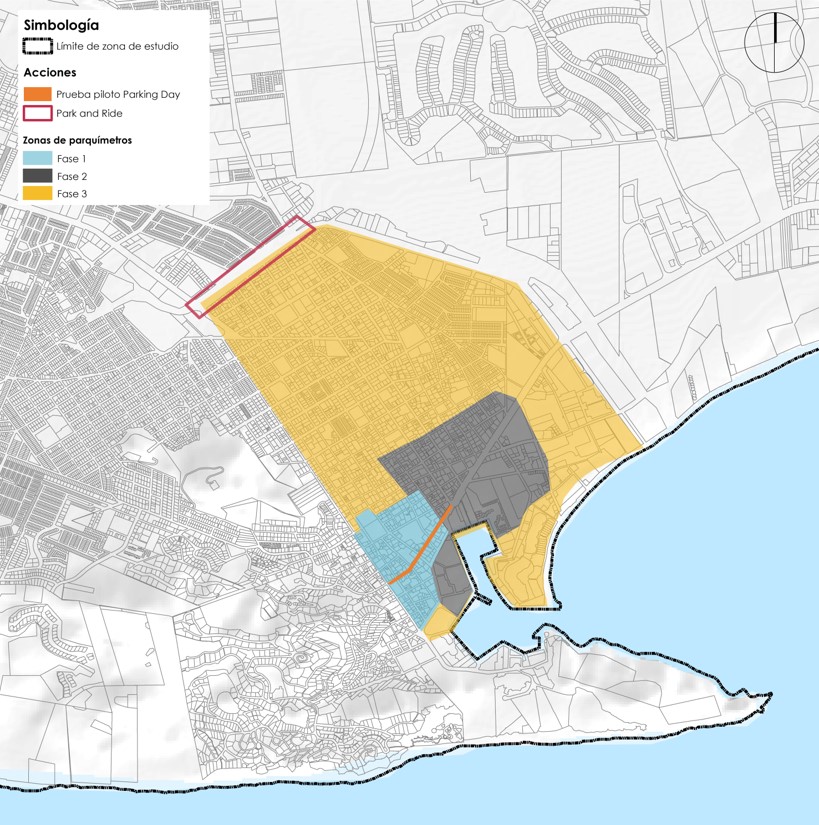 Simbología
Límite de zona de estudio
Acciones
Prueba piloto Parking Day
Park and Ride
Zonas de parquímetros
Fase 1
Fase 2
Fase 3